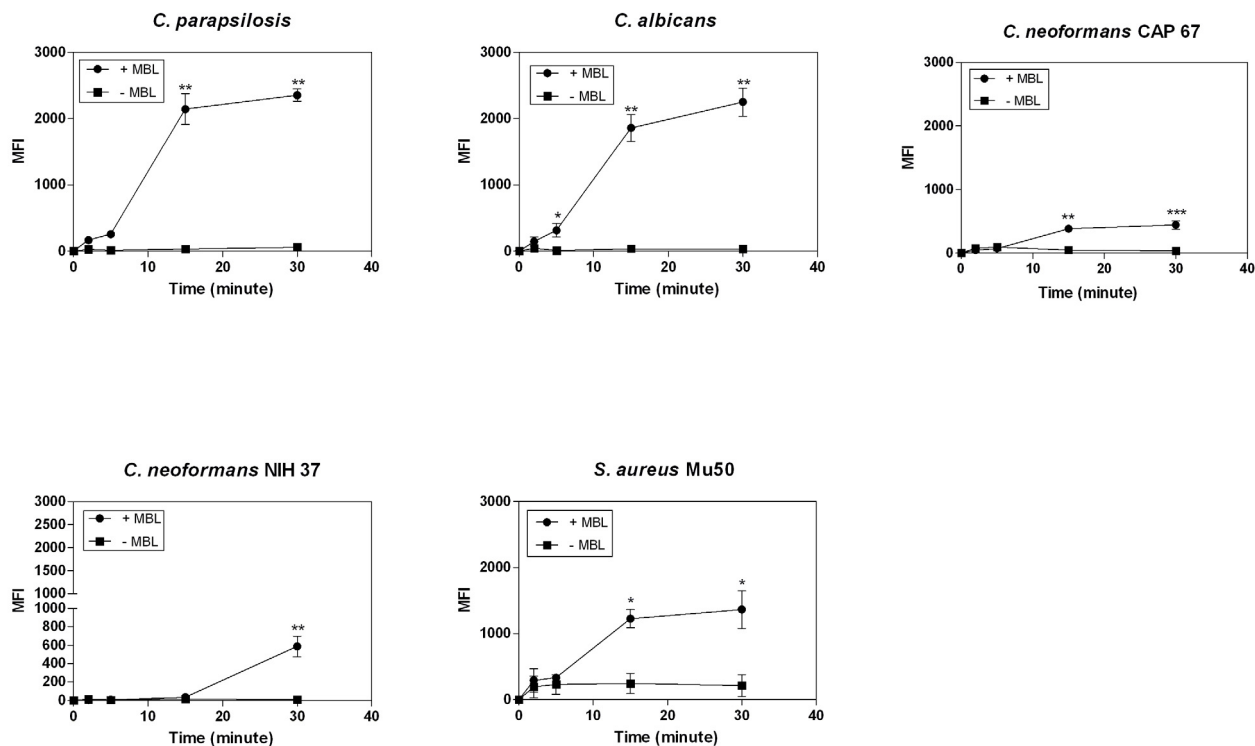 C. parapsilosis
3000
2000
1000
0
MFI
+ MBL
- MBL
**
**
0 10 20 30 40
Time (minute)
C. albicans
3000
2000
1000
0
MFI
+ MBL
- MBL
*
**
**
0 10 20 30 40
Time (minute)
C. neoformans CAP 67
3000
2000
1000
0
MFI
+ MBL
- MBL
**
***
0 10 20 30 40
Time (minute)
C. neoformans NIH 37
3000
2500
2000
1500
1000
800
600
400
200
0
MFI
+ MBL
- MBL
**
0 10 20 30 40
Time (minute)
S. aureus Mu50
3000
2000
1000
0
MFI
+ MBL
- MBL
*
*
0 10 20 30 40
Time (minute)